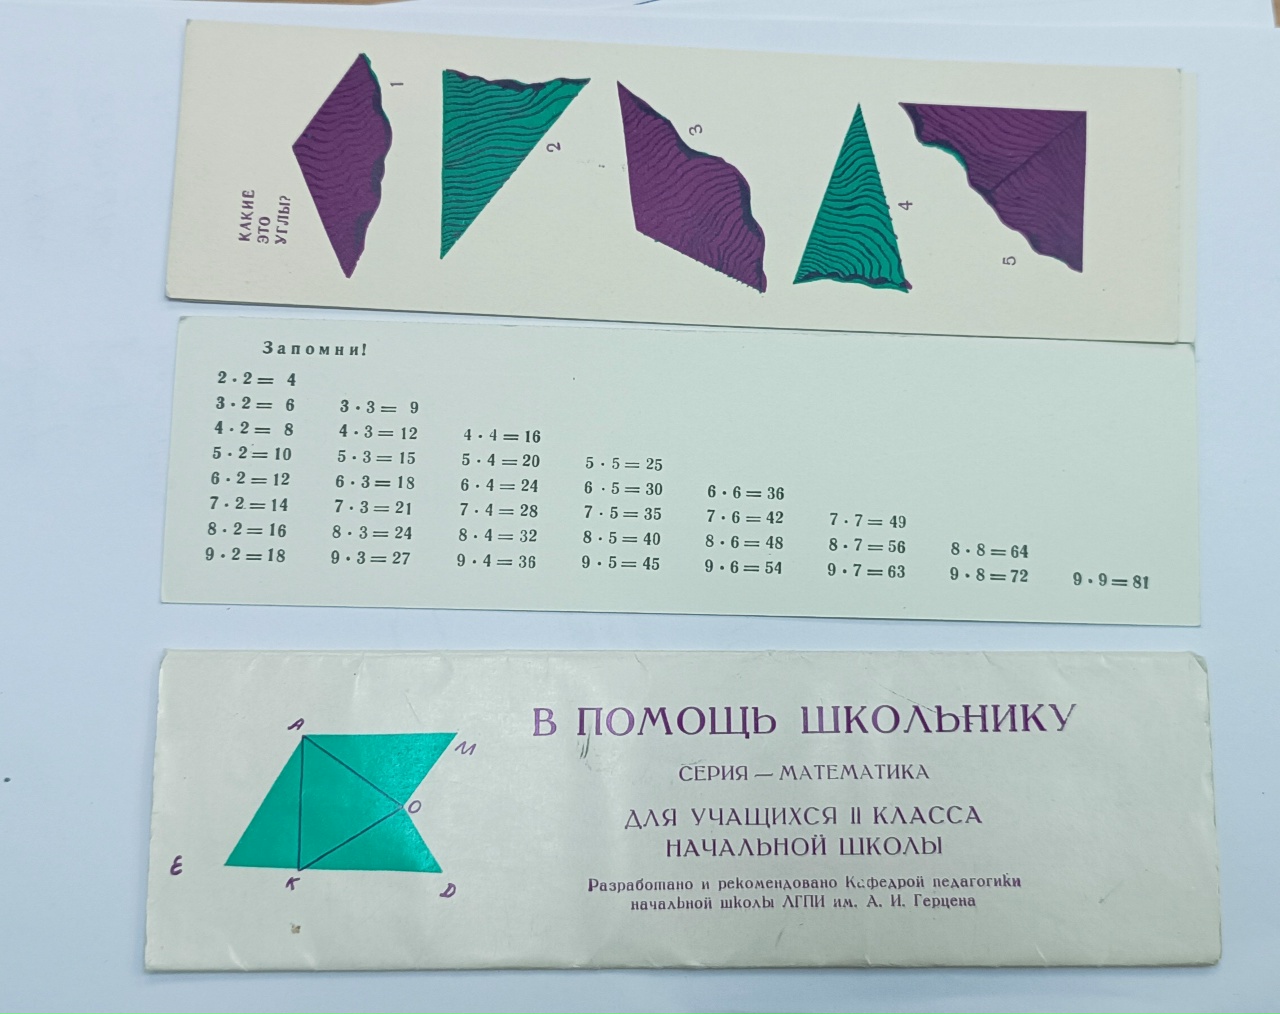 КАКИЕ
ЭТО
УГЛЫ?
1
2
3
4
5
Запомни!
2 · 2 = 4
3 · 2 = 6 3 · 3 = 9
4 · 2 = 8 4 · 3 = 12 4 · 4 = 16
5 · 2 = 10 5 · 3 = 15 5 · 4 = 20 5 · 5 = 25
6 · 2 = 12 6 · 3 = 18 6 · 4 = 24 6 · 5 = 30 6 · 6 = 36
7 · 2 = 14 7 · 3 = 21 7 · 4 = 28 7 · 5 = 35 7 · 6 = 42 7 · 7 = 49
8 · 2 = 16 8 · 3 = 24 8 · 4 = 32 8 · 5 = 40 8 · 6 = 48 8 · 7 = 56 8 · 8 = 64
9 · 2 = 18 9 · 3 = 27 9 · 4 = 36 9 · 5 = 45 9 · 6 = 54 9 · 7 = 63 9 · 8 = 72 9 · 9 = 81
А
М
О
Е
К
D
В ПОМОЩЬ ШКОЛЬНИКУ
СЕРИЯ — МАТЕМАТИКА
ДЛЯ УЧАЩИХСЯ II КЛАССА
НАЧАЛЬНОЙ ШКОЛЫ
Разработано и рекомендовано Кафедрой педагогики
начальной школы ЛГПИ им. А. И. Герцена